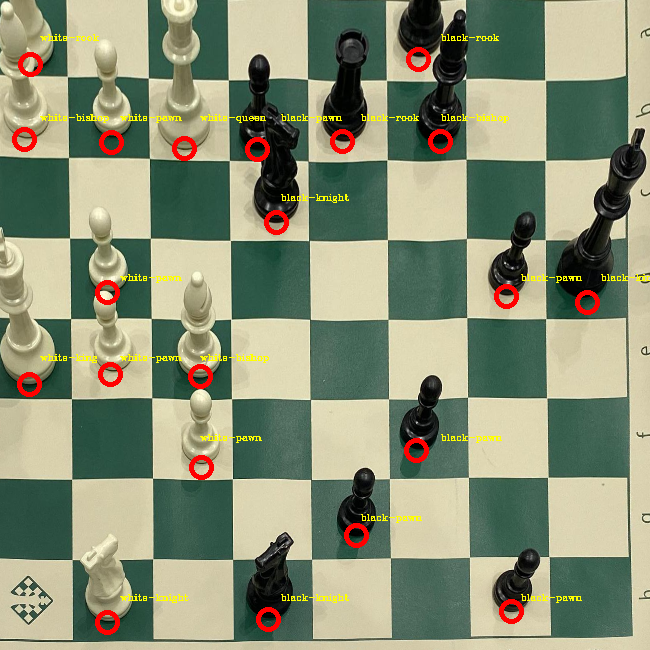 a
white-rook
black-rook
b
white-bishop
white-pawn
white-queen
black-pawn
black-rook
black-bishop
c
black-knight
white-pawn
black-pawn
e
white-king
white-pawn
white-bishop
f
white-pawn
black-pawn
g
black-pawn
h
white-knight
black-knight
black-pawn